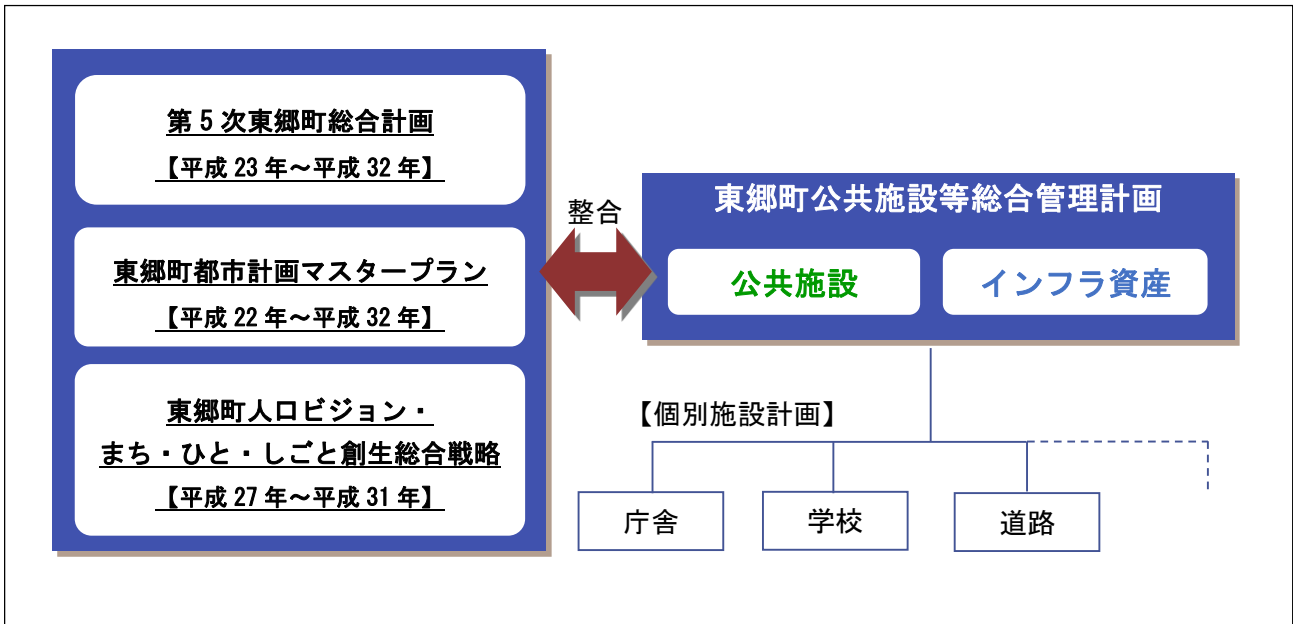 第5次東郷町総合計画
【平成23年～平成32年】
東郷町都市計画マスタープラン
【平成22年～平成32年】
東郷町人口ビジョン・
まち・ひと・しごと創生総合戦略
【平成27年～平成31年】
整合
東郷町公共施設等総合管理計画
公共施設
インフラ資産
【個別施設計画】
庁舎
学校
道路